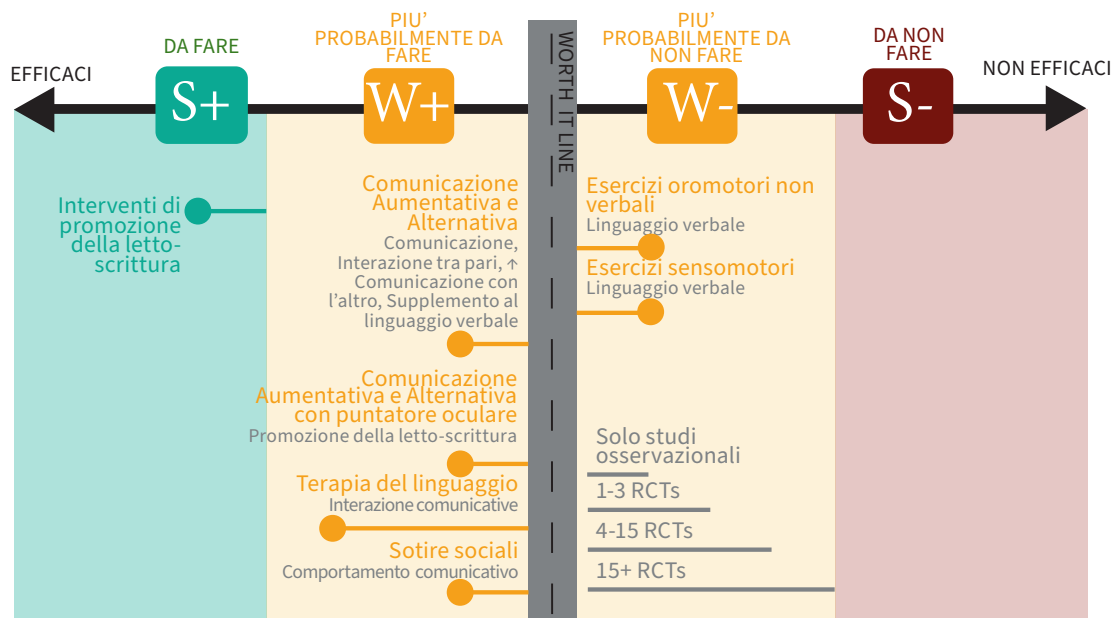 EFFICACI
DA FARE
S+
PIU’
PROBABILMENTE DA
FARE
W+
WORTH IT LINE
PIU’
PROBABILMENTE DA
NON FARE
W-
DA NON
FARE
S-
NON EFFICACI
Interventi di
promozione
della letto-
scrittura
Comunicazione
Aumentativa e
Alternativa
Comunicazione,
Interazione tra pari, ↑
Comunicazione con
l’altro, Supplemento al
linguaggio verbale
Comunicazione
Aumentativa e Alternativa
con puntatore oculare
Promozione della letto-scrittura
Terapia del linguaggio
Interazione comunicative
Sotire sociali
Comportamento comunicativo
Esercizi oromotori non
verbali
Linguaggio verbale
Esercizi sensomotori
Linguaggio verbale
Solo studi
osservazionali
1-3 RCTs
4-15 RCTs
15+ RCTs